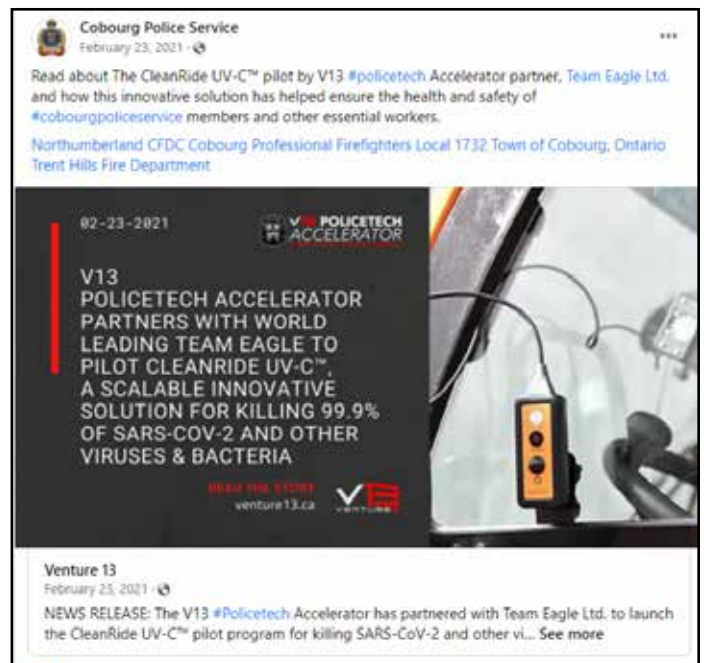 Cobourg Police Service
February 23, 2021 ·
Read about The CleanRide UV-C™ pilot by V13 #policetech Accelerator partner, Team Eagle Ltd.
and how this innovative solution has helped ensure the health and safety of
#cobourgpoliceservice members and other essential workers.
Northumberland CFDC Cobourg Professional Firefighters Local 1732 Town of Cobourg, Ontario
Trent Hills Fire Department
02-23-2021
V13 POLICETECH
ACCELERATOR
V13
POLICETECH ACCELERATOR
PARTNERS WITH WORLD
LEADING TEAM EAGLE TO
PILOT CLEANRIDE UV-C™,
A SCALABLE INNOVATIVE
SOLUTION FOR KILLING 99.9%
OF SARS-COV-2 AND OTHER
VIRUSES & BACTERIA
READ THE STORY
venture13.ca
V13
VENTURE
Venture 13
February 23, 2021 ·
NEWS RELEASE: The V13 #Policetech Accelerator has partnered with Team Eagle Ltd. to launch
the CleanRide UV-C™ pilot program for killing SARS-CoV-2 and other vi... See more